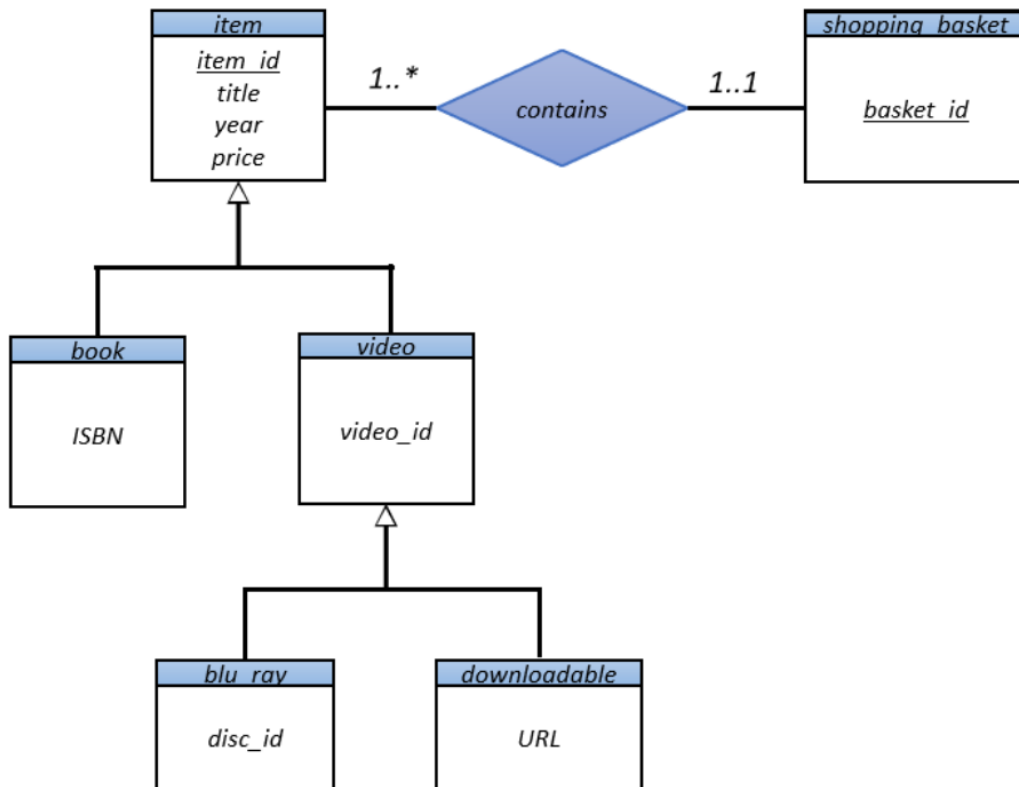 item
item_id
title
year
price
1..*
contains
1..1
shopping_basket
basket_id
book
ISBN
video
video_id
blu_ray
disc_id
downloadable
URL